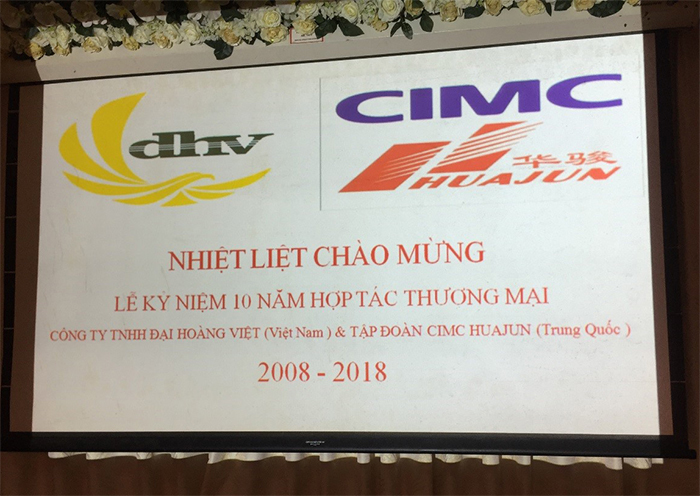 dhv
CIMC
华骏
HUAJUN
NHIỆT LIỆT CHÀO MỪNG
LỄ KỶ NIỆM 10 NĂM HỢP TÁC THƯƠNG MẠI
CÔNG TY TNHH ĐẠI HOÀNG VIỆT (Việt Nam ) & TẬP ĐOÀN CIMC HUAJUN (Trung Quốc )
2008 - 2018